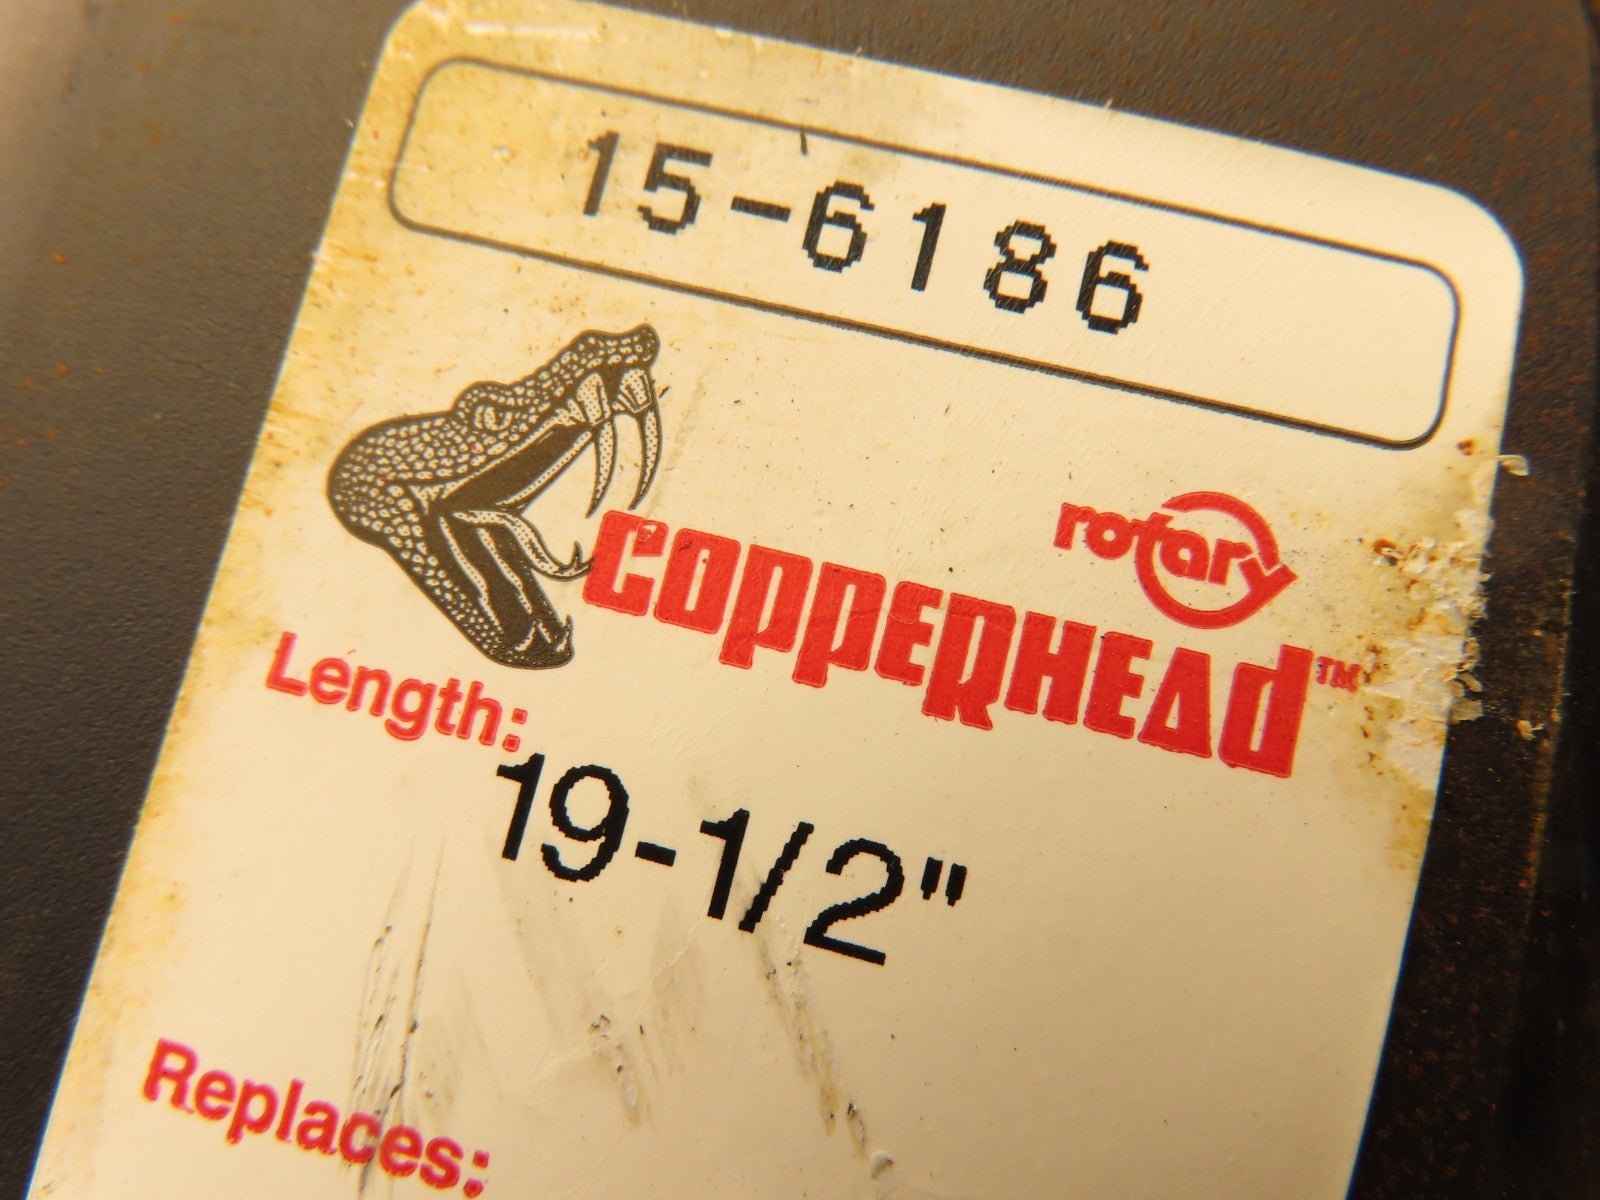 15-6186
rotary
COPPERHEAD™
Length:
19-1/2"
Replaces: